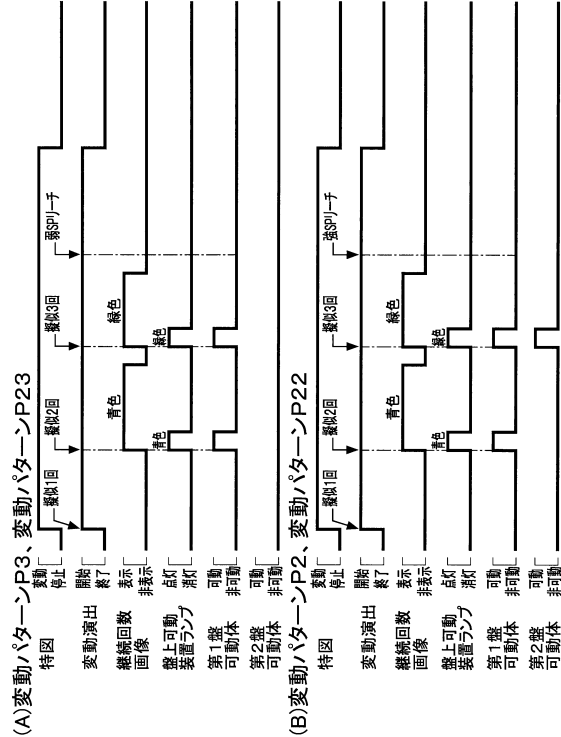 (A)変動パターンP3、変動パターンP23
特図
変動
停止
変動演出
開始
終了
擬似1回
擬似2回
擬似3回
弱SPリーチ
継続回数
画像
表示
非表示
青色
緑色
盤上可動
装置ランプ
点灯
消灯
青色
緑色
第1盤
可動体
可動
非可動
第2盤
可動体
可動
非可動
(B)変動パターンP2、変動パターンP22
特図
変動
停止
変動演出
開始
終了
擬似1回
擬似2回
擬似3回
強SPリーチ
継続回数
画像
表示
非表示
青色
緑色
盤上可動
装置ランプ
点灯
消灯
青色
緑色
第1盤
可動体
可動
非可動
第2盤
可動体
可動
非可動